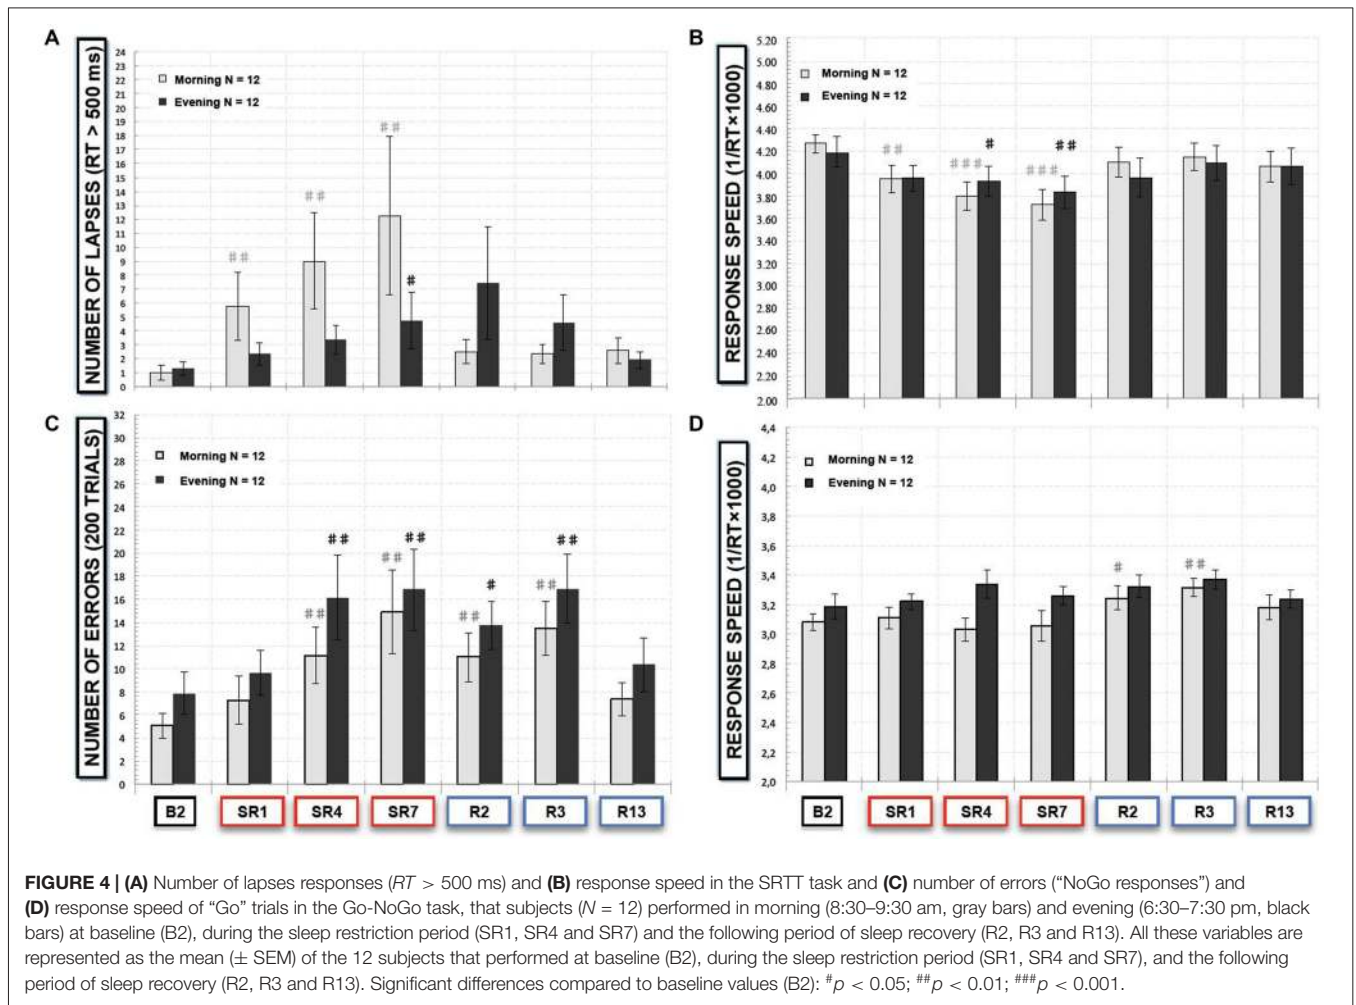 A
NUMBER OF LAPSES (RT > 500 ms)
24
23
22
21
20
19
18
17
16
15
14
13
12
11
10
9
8
7
6
5
4
3
2
1
0
Morning N = 12
Evening N = 12
##
##
##
#
B
RESPONSE SPEED (1/RT×1000)
5.20
5.00
4.80
4.60
4.40
4.20
4.00
3.80
3.60
3.40
3.20
3.00
2.80
2.60
2.40
2.20
2.00
Morning N = 12
Evening N = 12
##
###
#
###
##
C
NUMBER OF ERRORS (200 TRIALS)
32
30
28
26
24
22
20
18
16
14
12
10
8
6
4
2
0
Morning N = 12
Evening N = 12
##
##
##
##
##
#
##
##
B2
SR1
SR4
SR7
R2
R3
R13
D
RESPONSE SPEED (1/RT×1000)
4,4
4,2
4,0
3,8
3,6
3,4
3,2
3,0
2,8
2,6
2,4
2,2
2,0
Morning N = 12
Evening N = 12
#
##
B2
SR1
SR4
SR7
R2
R3
R13
FIGURE 4 | (A) Number of lapses responses (RT > 500 ms) and (B) response speed in the SRTT task and (C) number of errors (“NoGo responses”) and
(D) response speed of “Go” trials in the Go-NoGo task, that subjects (N = 12) performed in morning (8:30–9:30 am, gray bars) and evening (6:30–7:30 pm, black
bars) at baseline (B2), during the sleep restriction period (SR1, SR4 and SR7) and the following period of sleep recovery (R2, R3 and R13). All these variables are
represented as the mean (± SEM) of the 12 subjects that performed at baseline (B2), during the sleep restriction period (SR1, SR4 and SR7), and the following
period of sleep recovery (R2, R3 and R13). Significant differences compared to baseline values (B2): #p < 0.05; ##p < 0.01; ###p < 0.001.